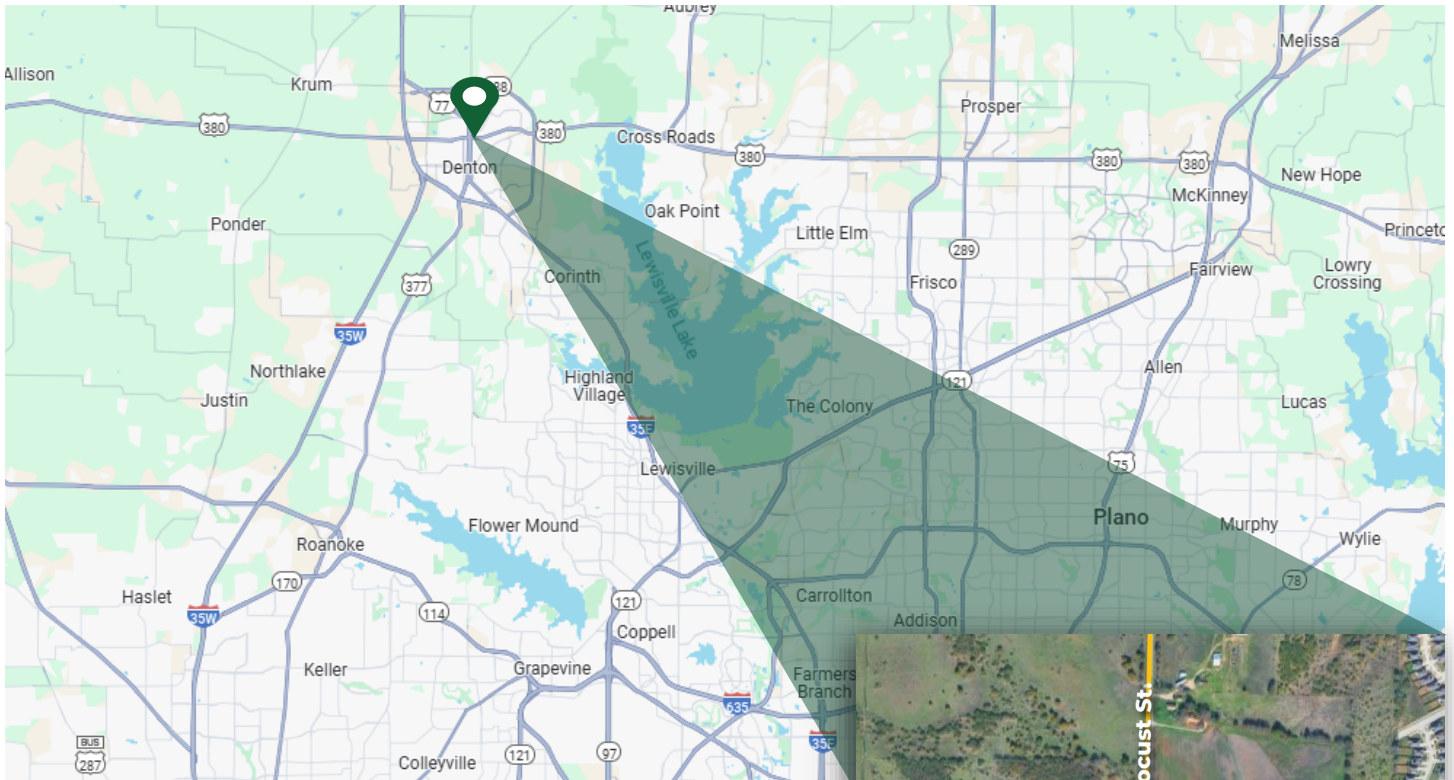 Aubrey
Melissa
Allison
Krum
77
380
380
Prosper
Cross Roads
380
380
380
Denton
New Hope
McKinney
Oak Point
Ponder
Little Elm
289
Corinth
Lewisville Lake
377
Frisco
Fairview
Lowry
Crossing
35W
Northlake
Highland
Village
121
Allen
Justin
The Colony
Lucas
35E
Lewisville
75
Flower Mound
Plano
Murphy
Wylie
Roanoke
170
78
Haslet
121
Carrollton
35W
114
Coppell
Addison
Keller
Grapevine
Farmers
Branch
635
35E
BUS
287
121
97
Colleyville
ocust St.